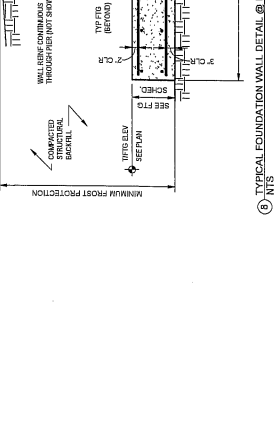 WALL REINF CONTINUOUS
THROUGH PIER (NOT SHOW
TYP FTG
(BEYOND)
2" CLR
3" CLR
SEE FTG
SCHED.
COMPACTED
STRUCTURAL
BACKFILL
T/FTG ELEV
SEE PLAN
MINIMUM FROST PROTECTION
8 TYPICAL FOUNDATION WALL DETAIL @
NTS